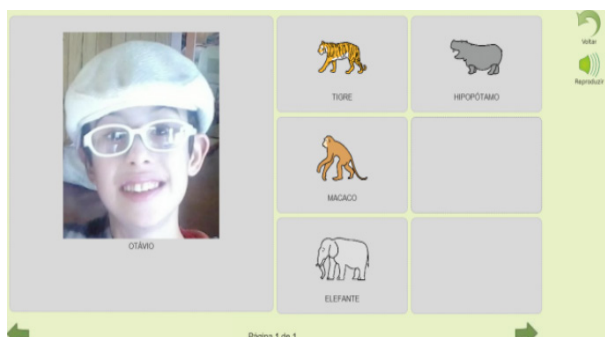 TIGRE
HIPOPÓTAMO
Voltar
Reproduzir
MACACO
OTÁVIO
ELEFANTE
Página 1 de 1